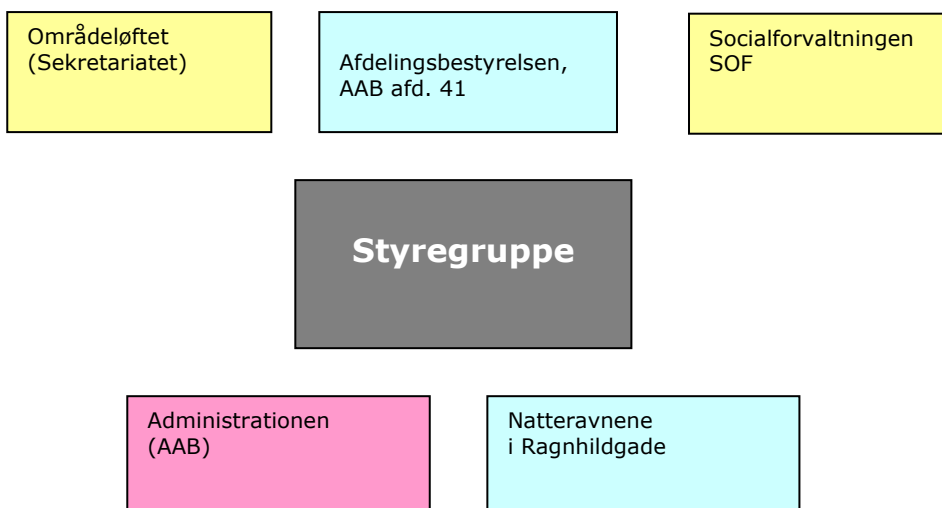 Områdeløftet
(Sekretariatet)
Afdelingsbestyrelsen,
AAB afd. 41
Socialforvaltningen
SOF
Styregruppe
Administrationen
(AAB)
Natteravnene
i Ragnhildgade